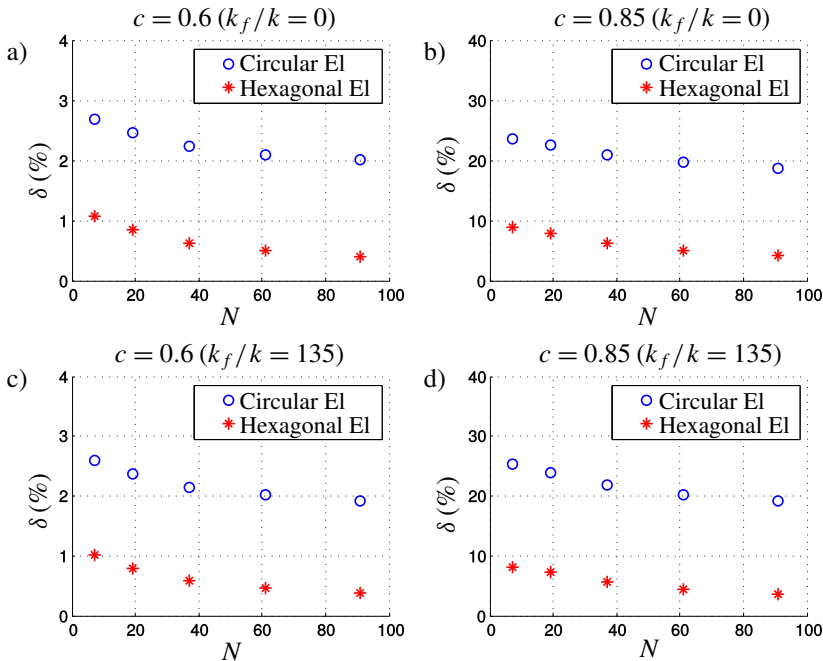 a)
c = 0.6 (k_f/k = 0)
4
3
2
1
0
0 20 40 60 80 100
δ (%)
N
Circular El
Hexagonal El
b)
c = 0.85 (k_f/k = 0)
40
30
20
10
0
0 20 40 60 80 100
δ (%)
N
Circular El
Hexagonal El
c)
c = 0.6 (k_f/k = 135)
4
3
2
1
0
0 20 40 60 80 100
δ (%)
N
Circular El
Hexagonal El
d)
c = 0.85 (k_f/k = 135)
40
30
20
10
0
0 20 40 60 80 100
δ (%)
N
Circular El
Hexagonal El